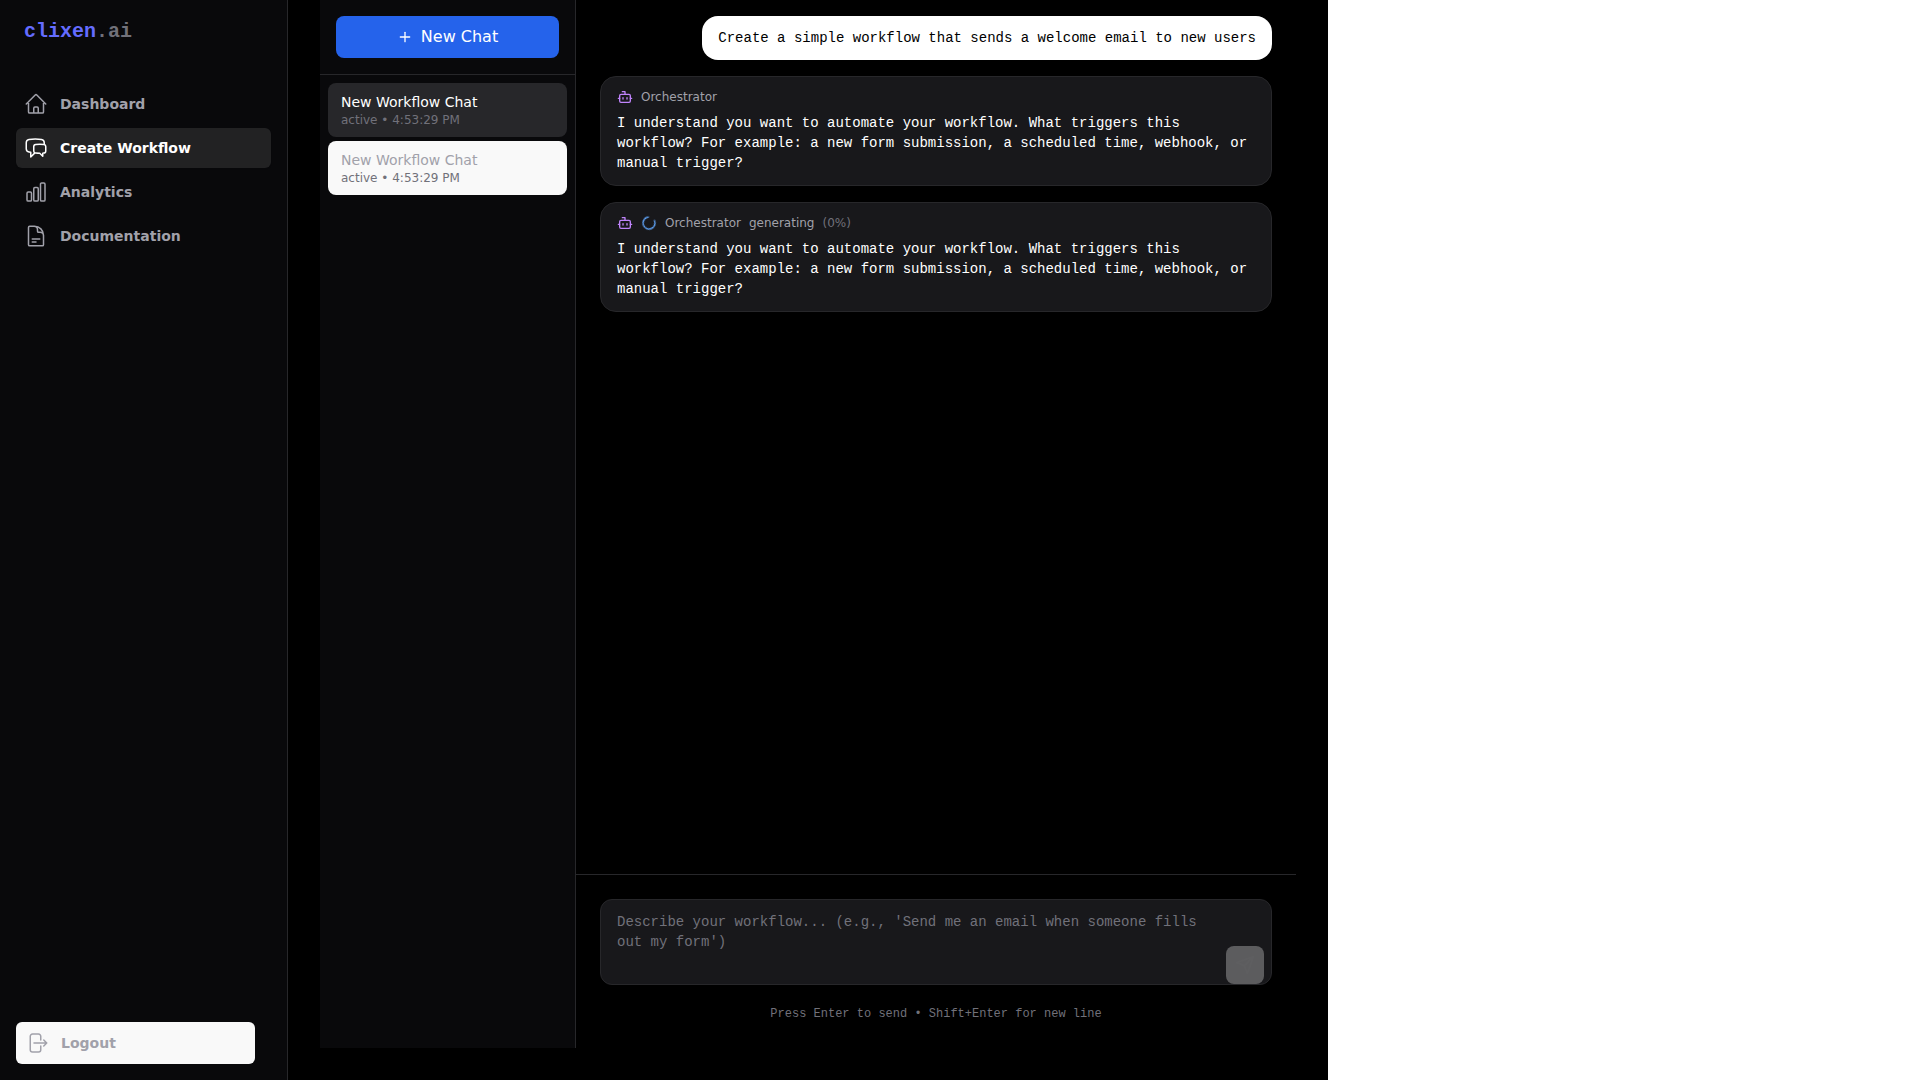 clixen.ai
Dashboard
Create Workflow
Analytics
Documentation
Logout
New Chat
New Workflow Chat
active • 4:53:29 PM
New Workflow Chat
active • 4:53:29 PM
Create a simple workflow that sends a welcome email to new users
Orchestrator
I understand you want to automate your workflow. What triggers this
workflow? For example: a new form submission, a scheduled time, webhook, or
manual trigger?
Orchestrator generating (0%)
I understand you want to automate your workflow. What triggers this
workflow? For example: a new form submission, a scheduled time, webhook, or
manual trigger?
Describe your workflow... (e.g., 'Send me an email when someone fills
out my form')
Press Enter to send • Shift+Enter for new line